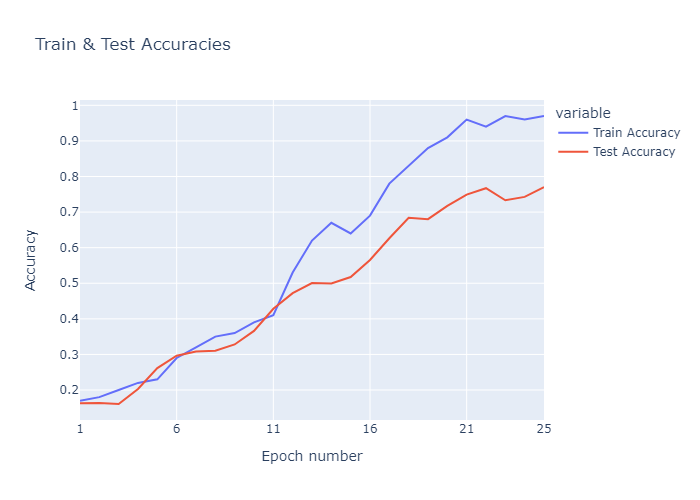 Train & Test Accuracies
variable
Train Accuracy
Test Accuracy
Accuracy
1
0.9
0.8
0.7
0.6
0.5
0.4
0.3
0.2
1 6 11 16 21 25
Epoch number